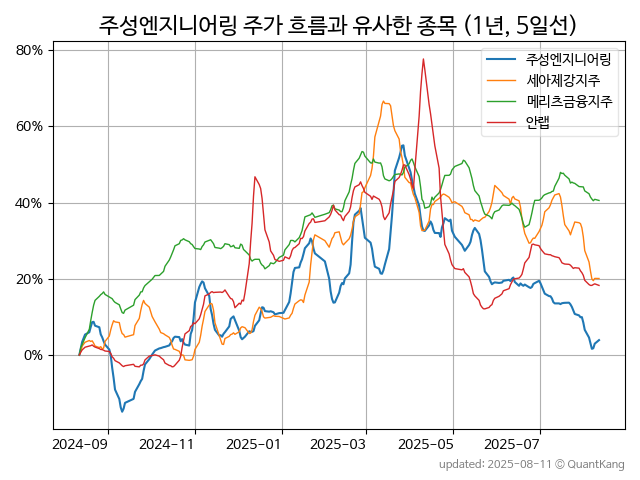 주성엔지니어링 주가 흐름과 유사한 종목 (1년, 5일선)
80%
60%
40%
20%
0%
주성엔지니어링
세아제강지주
메리츠금융지주
안랩
2024-09
2024-11
2025-01
2025-03
2025-05
2025-07
updated: 2025-08-11 © QuantKang